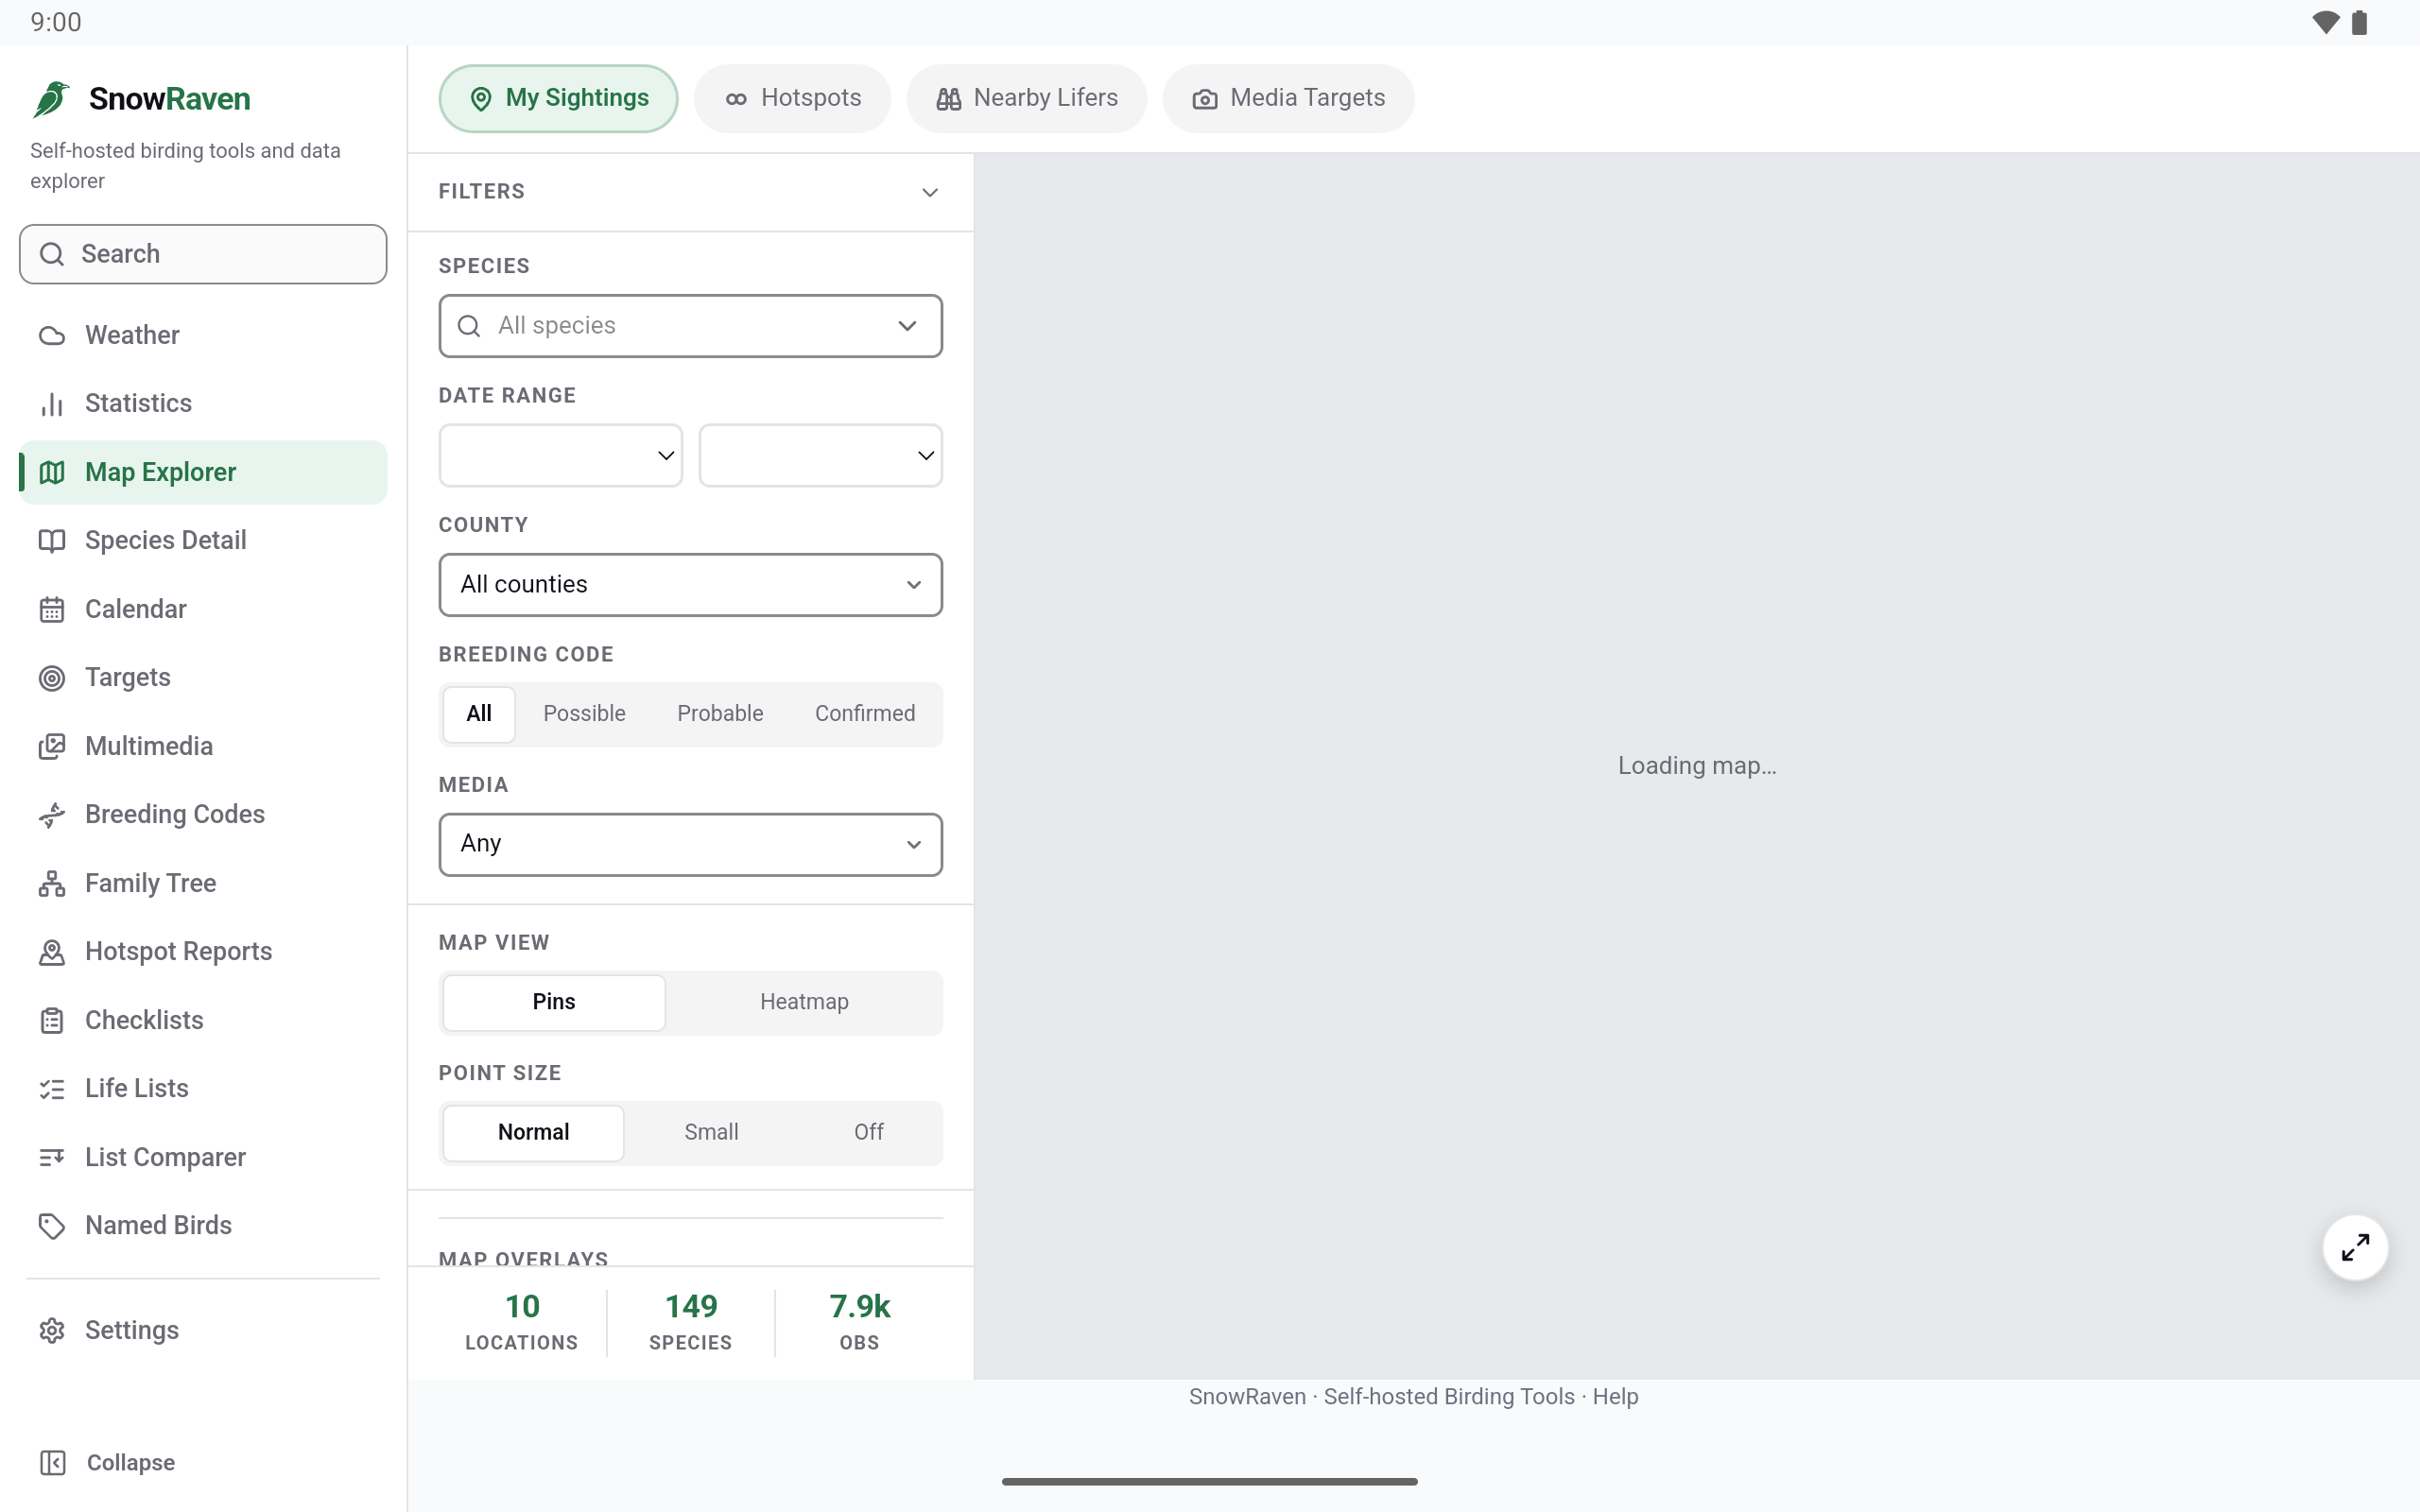 9:00
SnowRaven
Self-hosted birding tools and data
explorer
Search
Weather
Statistics
Map Explorer
Species Detail
Calendar
Targets
Multimedia
Breeding Codes
Family Tree
Hotspot Reports
Checklists
Life Lists
List Comparer
Named Birds
Settings
Collapse
My Sightings
Hotspots
Nearby Lifers
Media Targets
FILTERS
SPECIES
All species
DATE RANGE
COUNTY
All counties
BREEDING CODE
All Possible Probable Confirmed
MEDIA
Any
MAP VIEW
Pins Heatmap
POINT SIZE
Normal Small Off
MAP OVERLAYS
10 149 7.9k
LOCATIONS SPECIES OBS
Loading map...
SnowRaven · Self-hosted Birding Tools · Help